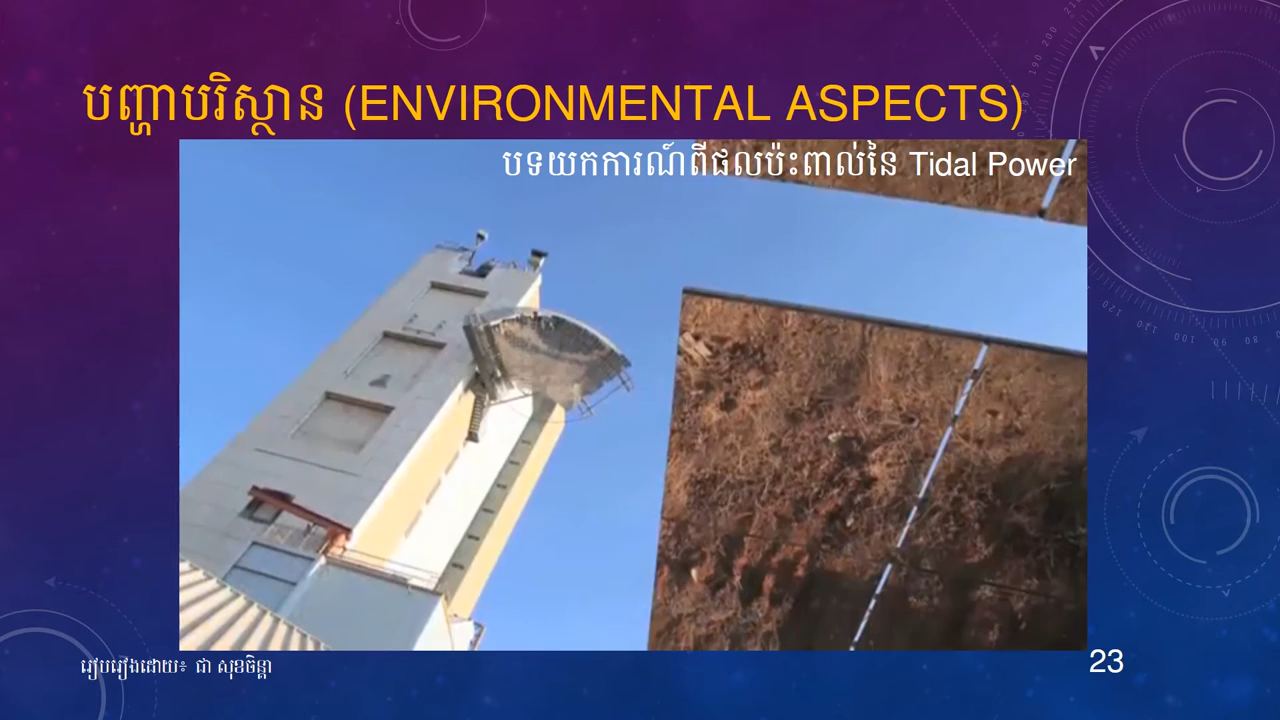 បញ្ហាបរិស្ថាន (ENVIRONMENTAL ASPECTS)
បទយកការណ៍ពីផលប៉ះពាល់នៃ Tidal Power
រៀបរៀងដោយ៖ ជា សុខចិន្តា
23